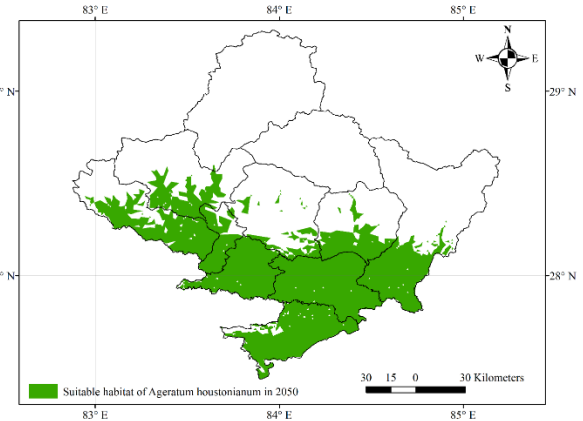 83° E 84° E 85° E
N
W E
S
° N 29° N
° N 28° N
30 15 0 30 Kilometers
Suitable habitat of Ageratum houstonianum in 2050
83° E 84° E 85° E